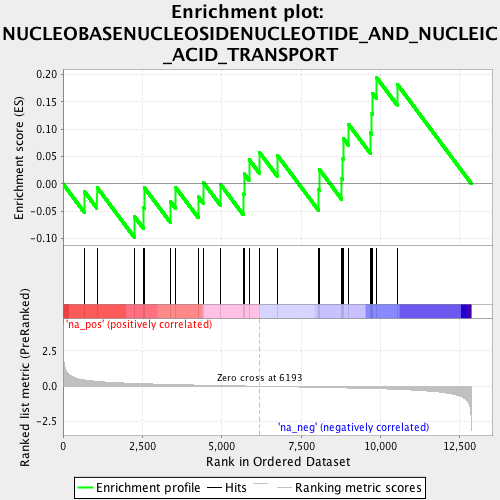 Enrichment plot:
NUCLEOBASENUCLEOSIDENUCLEOTIDE_AND_NUCLEIC
_ACID_TRANSPORT
Enrichment score (ES)
0.20
0.15
0.10
0.05
0.00
-0.05
-0.10
'na_pos' (positively correlated)
Ranked list metric (PreRanked)
2.5
0.0
-2.5
Zero cross at 6193
'na_neg' (negatively correlated)
0
2,500
5,000
7,500
10,000
12,500
Rank in Ordered Dataset
Enrichment profile
Hits
Ranking metric scores